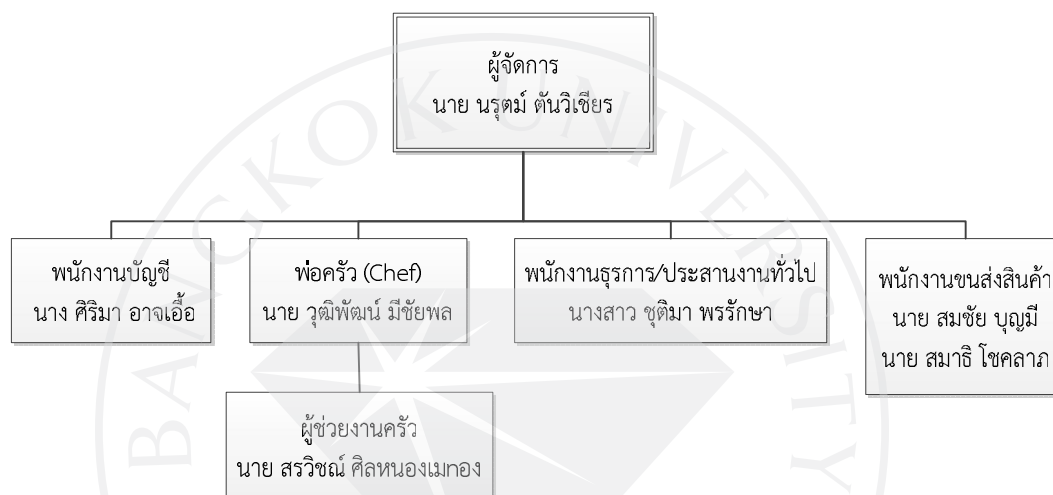 ผู้จัดการ
นาย นรุตม์ ตันวิเชียร
พนักงานบัญชี
นาง ศิริมา อาจเอื้อ
พ่อครัว (Chef)
นาย วุฒิพัฒน์ มีชัยพล
พนักงานธุรการ/ประสานงานทั่วไป
นางสาว ชุติมา พรรักษา
พนักงานขนส่งสินค้า
นาย สมชัย บุญมี
นาย สมาธิ โชคลาภ
ผู้ช่วยงานครัว
นาย สรวิชณ์ ศิลหนองเมทอง
BANGKOK UNIVERSITY